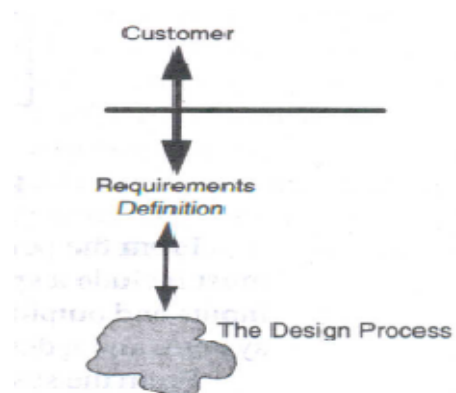 Customer
Requirements
Definition
The Design Process